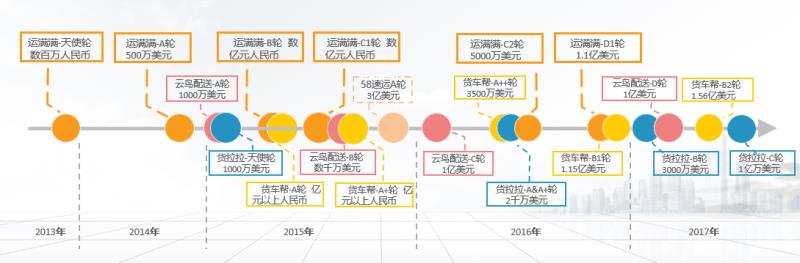 运满满-天使轮
数百万人民币
运满满-A轮
500万美元
运满满-B轮 数
亿元人民币
运满满-C1轮 数
亿元人民币
运满满-C2轮
5000万美元
运满满-D1轮
1.1亿美元
云鸟配送-A轮
1000万美元
58速运A轮
3亿美元
货车帮-A++轮
3500万美元
云鸟配送-D轮
1亿美元
货车帮-B2轮
1.56亿美元
货拉拉-天使轮
1000万美元
云鸟配送-B轮
数千万美元
云鸟配送-C轮
1亿美元
货车帮-B1轮
1.15亿美元
货拉拉-B轮
3000万美元
货拉拉-C轮
1亿万美元
货车帮-A轮 亿
元以上人民币
货车帮-A+轮 亿
元以上人民币
货拉拉-A&A+轮
2千万美元
2013年
2014年
2015年
2016年
2017年